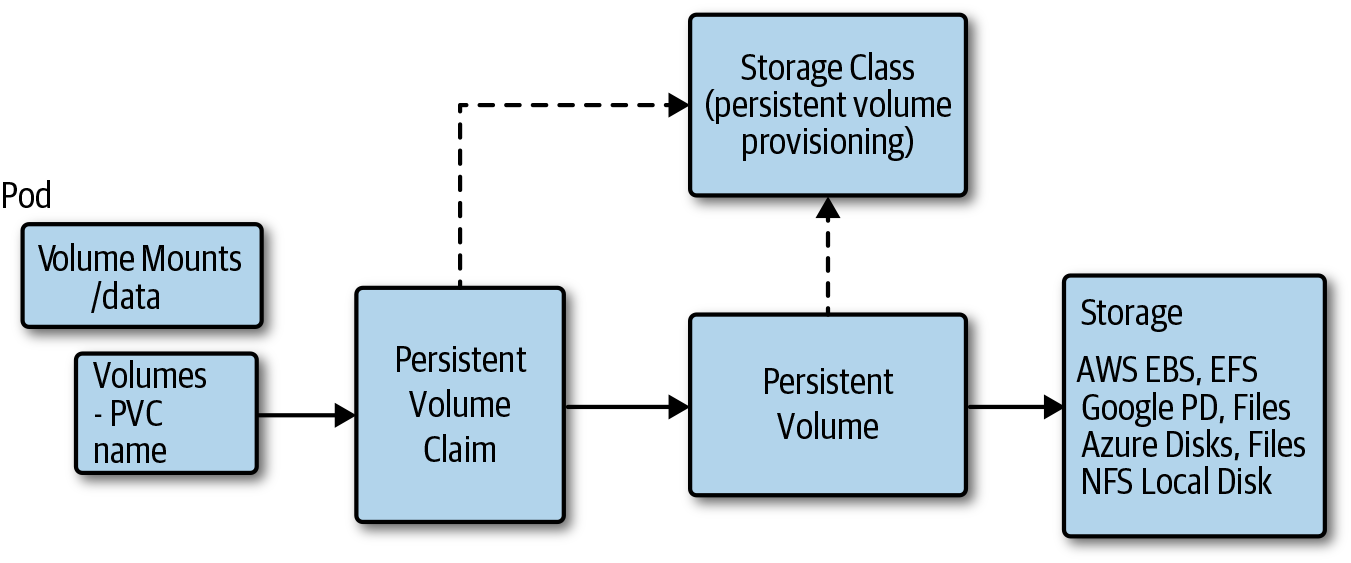 Storage Class
(persistent volume
provisioning)
Pod
Volume Mounts
/data
Volumes
- PVC
name
Persistent
Volume
Claim
Persistent
Volume
Storage
AWS EBS, EFS
Google PD, Files
Azure Disks, Files
NFS Local Disk